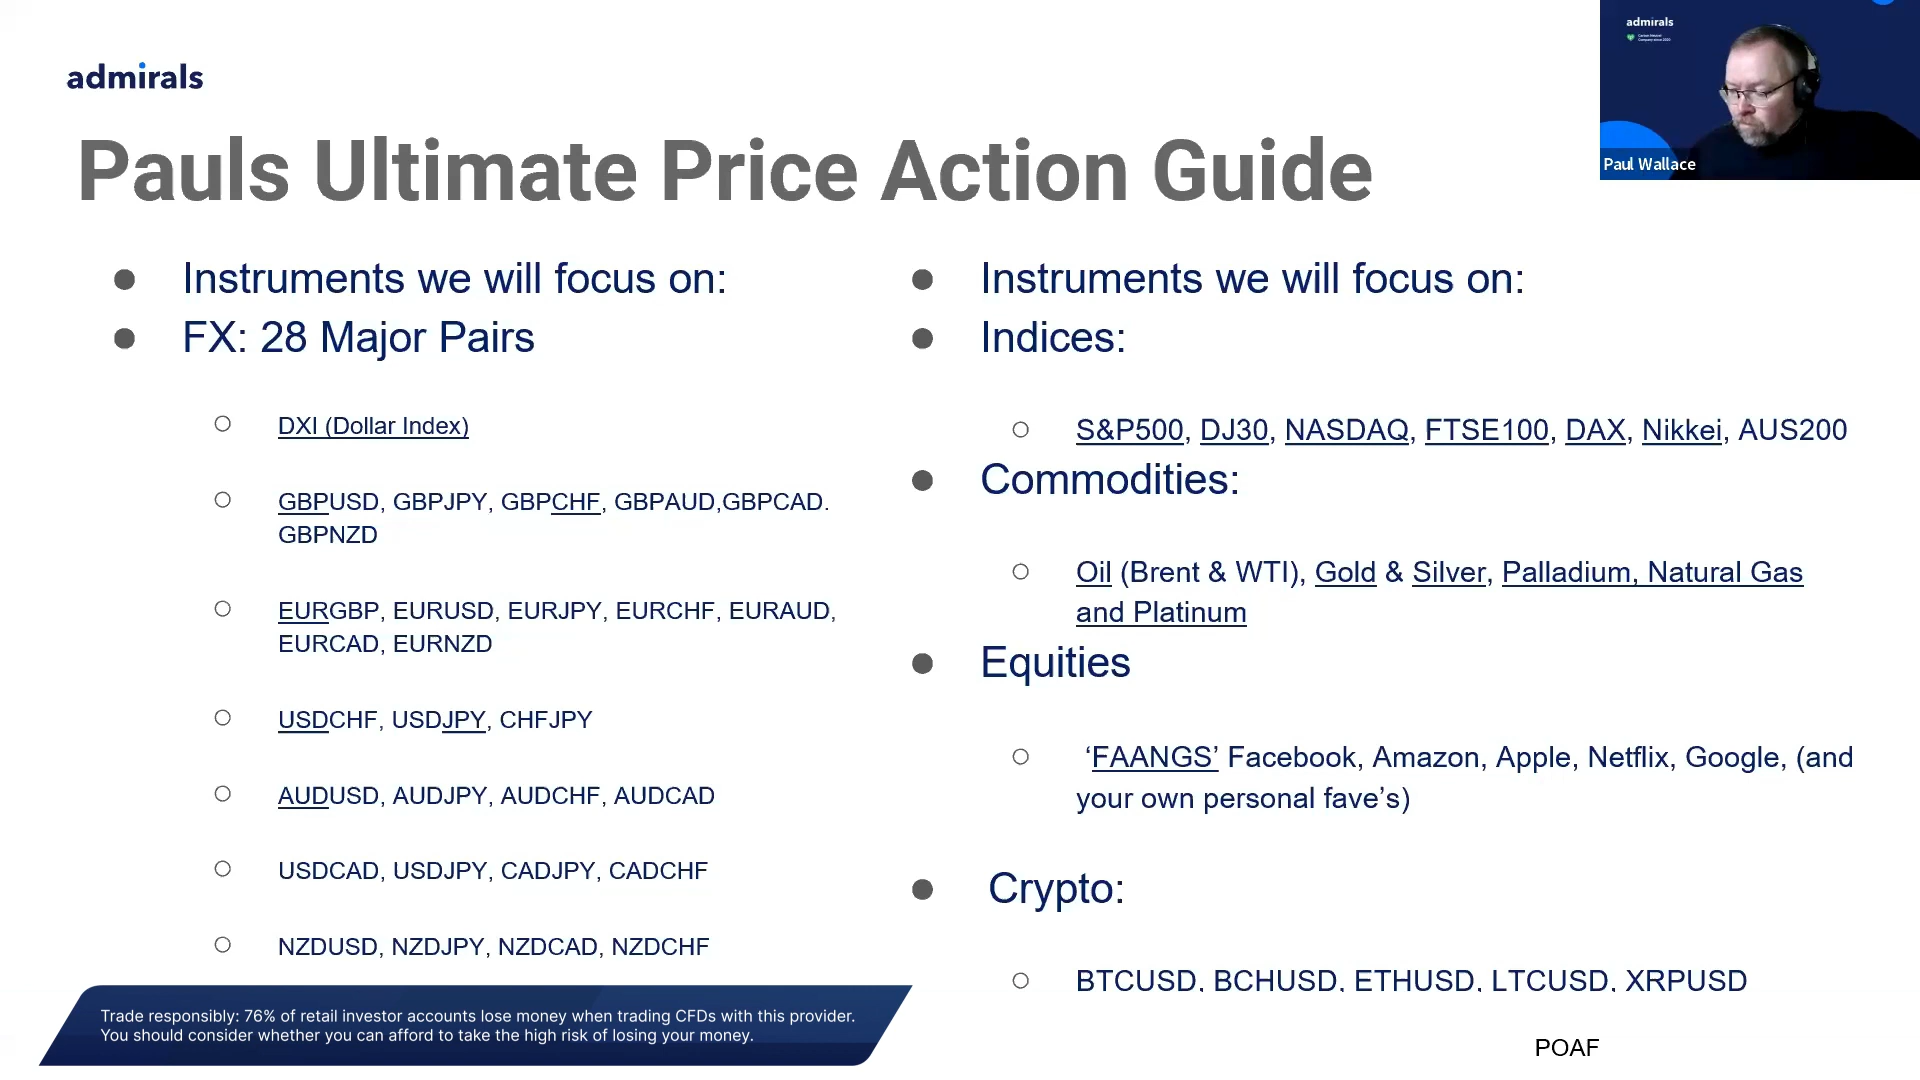 admirals
Pauls Ultimate Price Action Guide
Instruments we will focus on:
FX: 28 Major Pairs
DXI (Dollar Index)
GBPUSD, GBPJPY, GBPCHF, GBPAUD,GBPCAD.
GBPNZD
EURGBP, EURUSD, EURJPY, EURCHF, EURAUD,
EURCAD, EURNZD
USDCHF, USDJPY, CHFJPY
AUDUSD, AUDJPY, AUDCHF, AUDCAD
USDCAD, USDJPY, CADJPY, CADCHF
NZDUSD, NZDJPY, NZDCAD, NZDCHF
Instruments we will focus on:
Indices:
S&P500, DJ30, NASDAQ, FTSE100, DAX, Nikkei, AUS200
Commodities:
Oil (Brent & WTI), Gold & Silver, Palladium, Natural Gas
and Platinum
Equities
‘FAANGS’ Facebook, Amazon, Apple, Netflix, Google, (and
your own personal fave’s)
Crypto:
BTCUSD, BCHUSD, ETHUSD, LTCUSD, XRPUSD
Trade responsibly: 76% of retail investor accounts lose money when trading CFDs with this provider.
You should consider whether you can afford to take the high risk of losing your money.
POAF
admirals
Paul Wallace